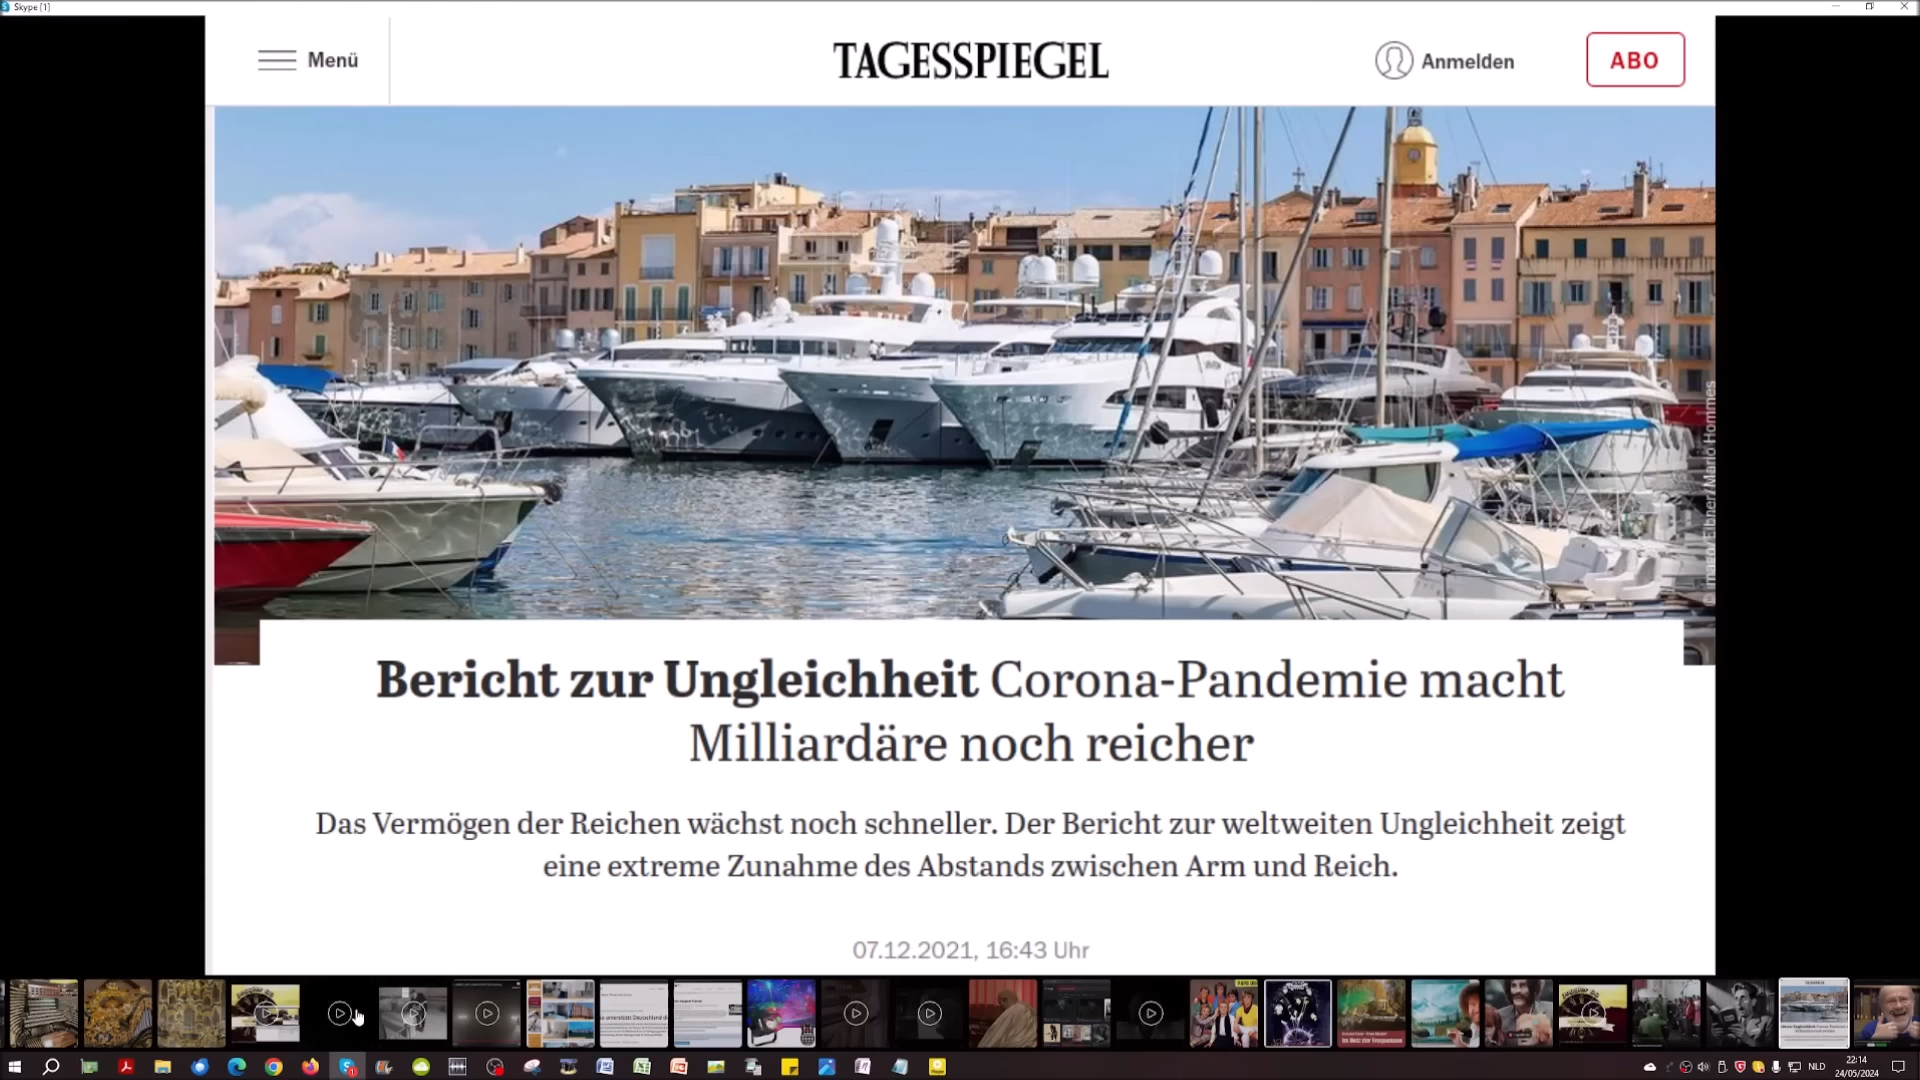 Skype [1]
Menü
TAGESSPIEGEL
Anmelden
ABO
Bericht zur Ungleichheit Corona-Pandemie macht
Milliardäre noch reicher
Das Vermögen der Reichen wächst noch schneller. Der Bericht zur weltweiten Ungleichheit zeigt
eine extreme Zunahme des Abstands zwischen Arm und Reich.
07.12.2021, 16:43 Uhr
NLD
22:14
24/05/2024